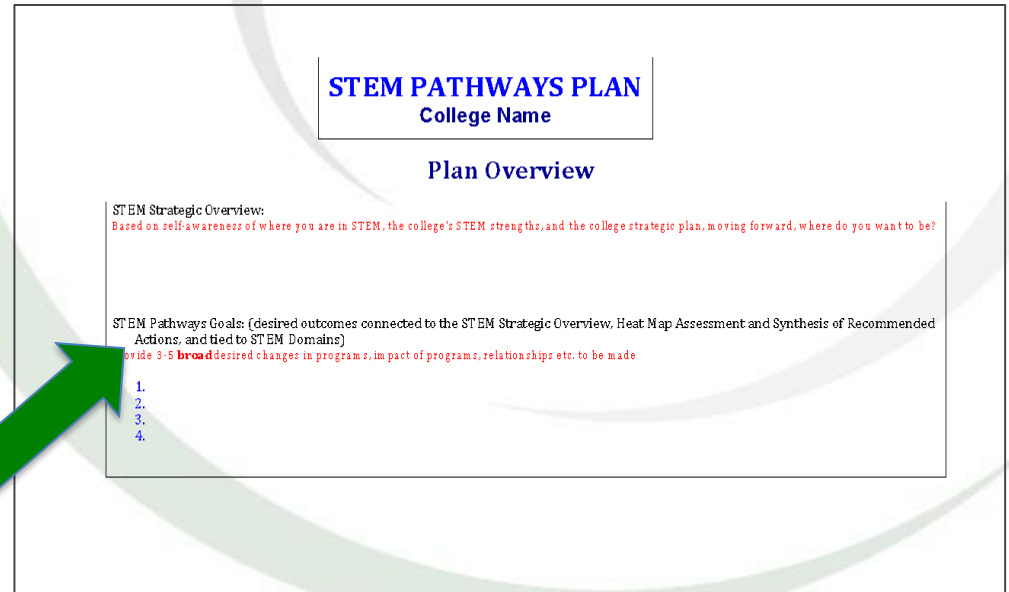 STEM PATHWAYS PLAN
College Name
Plan Overview
STEM Strategic Overview:
Based on self-awareness of where you are in STEM, the college's STEM strengths, and the college strategic plan, moving forward, where do you want to be?
STEM Pathways Goals: (desired outcomes connected to the STEM Strategic Overview, Heat Map Assessment and Synthesis of Recommended
Actions, and tied to STEM Domains)
ovide 3-5 broad desired changes in programs, impact of programs, relationships etc. to be made
1.
2.
3.
4.